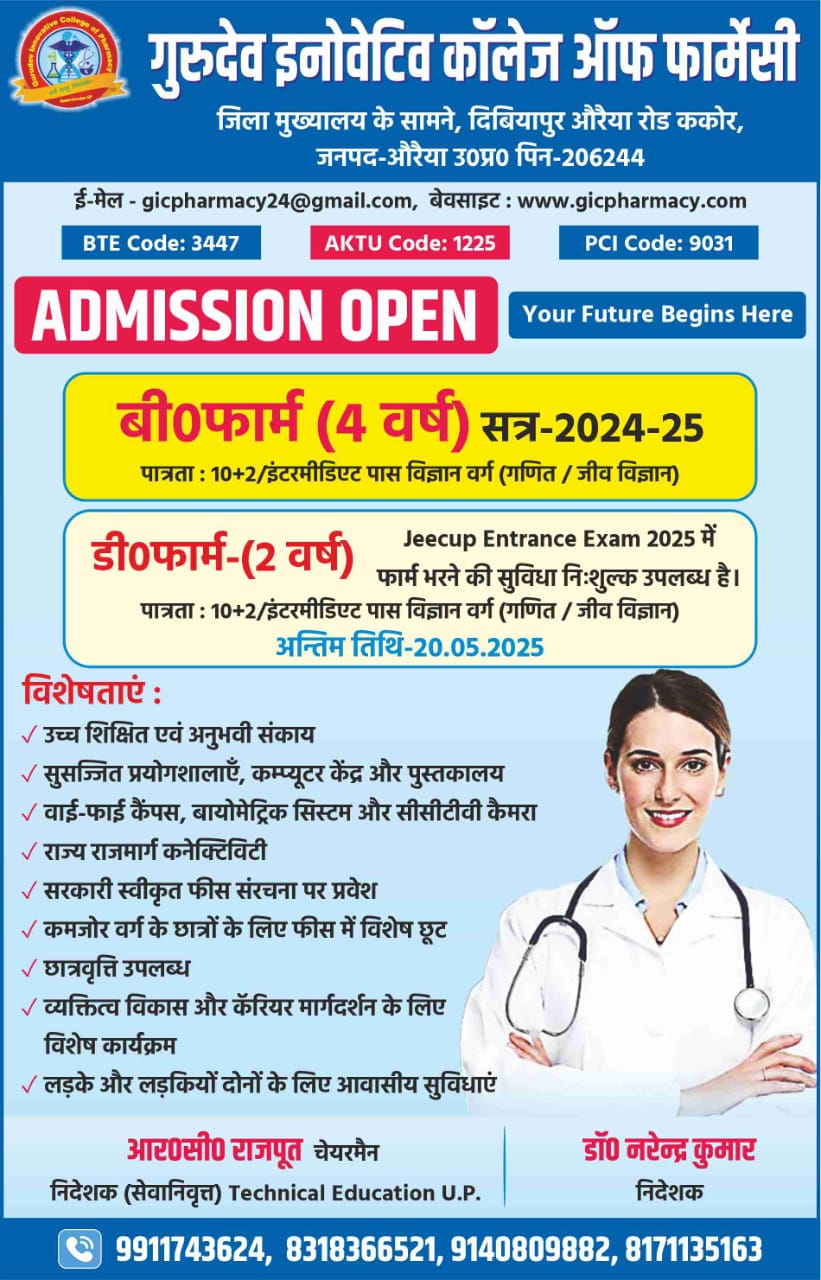 Gurudev Innovative College of Pharmacy
गुरुदेव इनोवेटिव कॉलेज ऑफ फार्मेसी
जिला मुख्यालय के सामने, दिबियापुर औरैया रोड ककोर,
जनपद-औरैया उ0प्र0 पिन-206244
ई-मेल - gicpharmacy24@gmail.com, बेवसाइट : www.gicpharmacy.com
BTE Code: 3447 AKTU Code: 1225 PCI Code: 9031
ADMISSION OPEN Your Future Begins Here
बी0फार्म (4 वर्ष) सत्र-2024-25
पात्रता : 10+2/इंटरमीडिएट पास विज्ञान वर्ग (गणित / जीव विज्ञान)
डी0फार्म-(2 वर्ष) Jeecup Entrance Exam 2025 में
फार्म भरने की सुविधा निःशुल्क उपलब्ध है।
पात्रता : 10+2/इंटरमीडिएट पास विज्ञान वर्ग (गणित / जीव विज्ञान)
अन्तिम तिथि-20.05.2025
विशेषताएं :
✓ उच्च शिक्षित एवं अनुभवी संकाय
✓ सुसज्जित प्रयोगशालाएँ, कम्प्यूटर केंद्र और पुस्तकालय
✓ वाई-फाई कैंपस, बायोमेट्रिक सिस्टम और सीसीटीवी कैमरा
✓ राज्य राजमार्ग कनेक्टिविटी
✓ सरकारी स्वीकृत फीस संरचना पर प्रवेश
✓ कमजोर वर्ग के छात्रों के लिए फीस में विशेष छूट
✓ छात्रवृत्ति उपलब्ध
✓ व्यक्तित्व विकास और कॅरियर मार्गदर्शन के लिए
विशेष कार्यक्रम
✓ लड़के और लड़कियों दोनों के लिए आवासीय सुविधाएं
आर0सी0 राजपूत चेयरमैन
निदेशक (सेवानिवृत्त) Technical Education U.P.
डॉ0 नरेन्द्र कुमार
निदेशक
9911743624, 8318366521, 9140809882, 8171135163